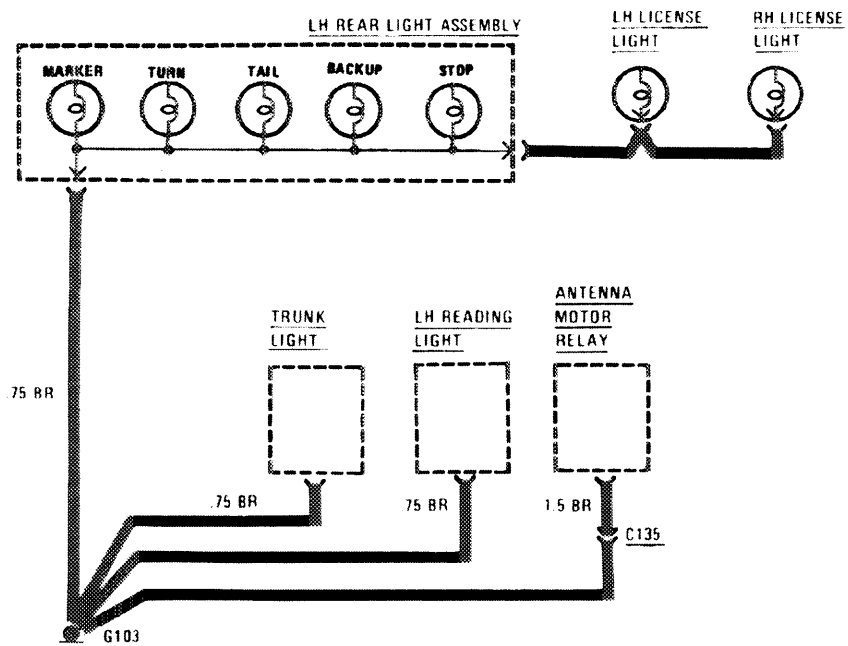 LH REAR LIGHT ASSEMBLY
LH LICENSE
LIGHT
RH LICENSE
LIGHT
MARKER
TURN
TAIL
BACKUP
STOP
ANTENNA
MOTOR
RELAY
TRUNK
LIGHT
LH READING
LIGHT
.75 BR
.75 BR
.75 BR
1.5 BR
C135
G103